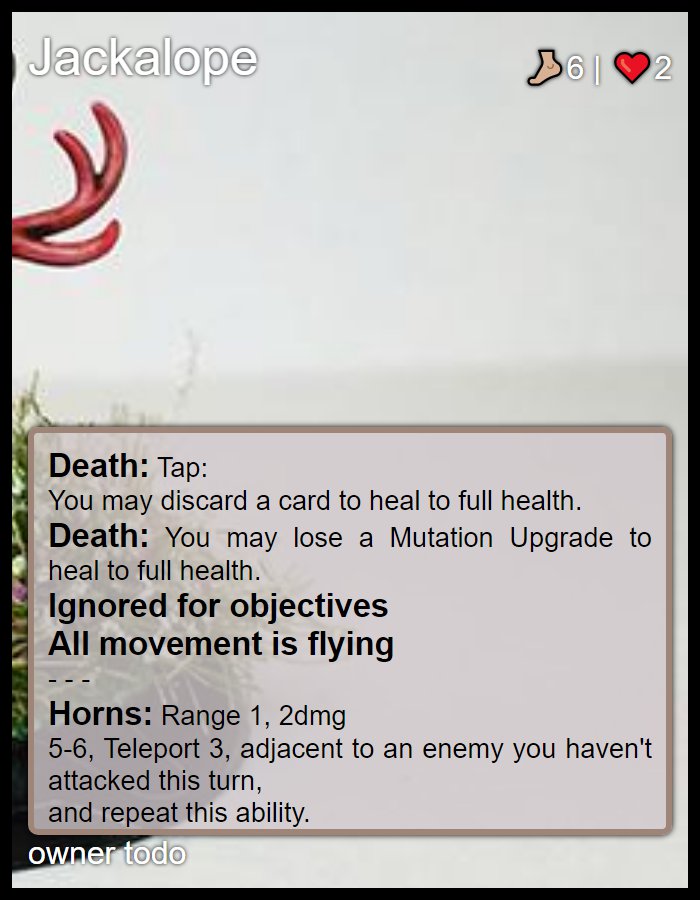 Jackalope
6 | 2
Death: Tap:
You may discard a card to heal to full health.
Death: You may lose a Mutation Upgrade to
heal to full health.
Ignored for objectives
All movement is flying
- - -
Horns: Range 1, 2dmg
5-6, Teleport 3, adjacent to an enemy you haven't
attacked this turn,
and repeat this ability.
owner todo